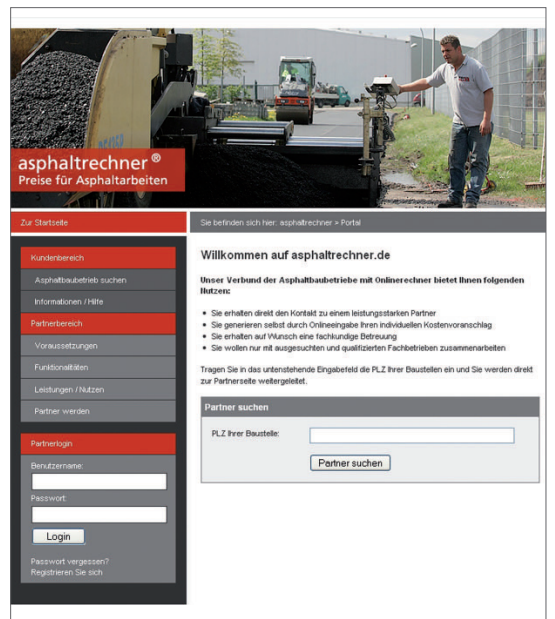 asphaltrechner®
Preise für Asphaltarbeiten
Zur Startseite
Sie befinden sich hier: asphaltrechner > Portal
Kundenbereich
Asphaltbaubetrieb suchen
Informationen / Hilfe
Partnerbereich
Voraussetzungen
Funktionalitäten
Leistungen / Nutzen
Partner werden
Partnerlogin
Benutzername:
Passwort:
Login
Passwort vergessen?
Registrieren Sie sich
Willkommen auf asphaltrechner.de
Unser Verbund der Asphaltbaubetriebe mit Onlinerechner bietet Ihnen folgenden
Nutzen:
• Sie erhalten direkt den Kontakt zu einem leistungsstarken Partner
• Sie generieren selbst durch Onlineeingabe Ihren individuellen Kostenvoranschlag
• Sie erhalten auf Wunsch eine fachkundige Betreuung
• Sie wollen nur mit ausgesuchten und qualifizierten Fachbetrieben zusammenarbeiten
Tragen Sie in das untenstehende Eingabefeld die PLZ Ihrer Baustellen ein und Sie werden direkt
zur Partnerseite weitergeleitet.
Partner suchen
PLZ Ihrer Baustelle:
Partner suchen